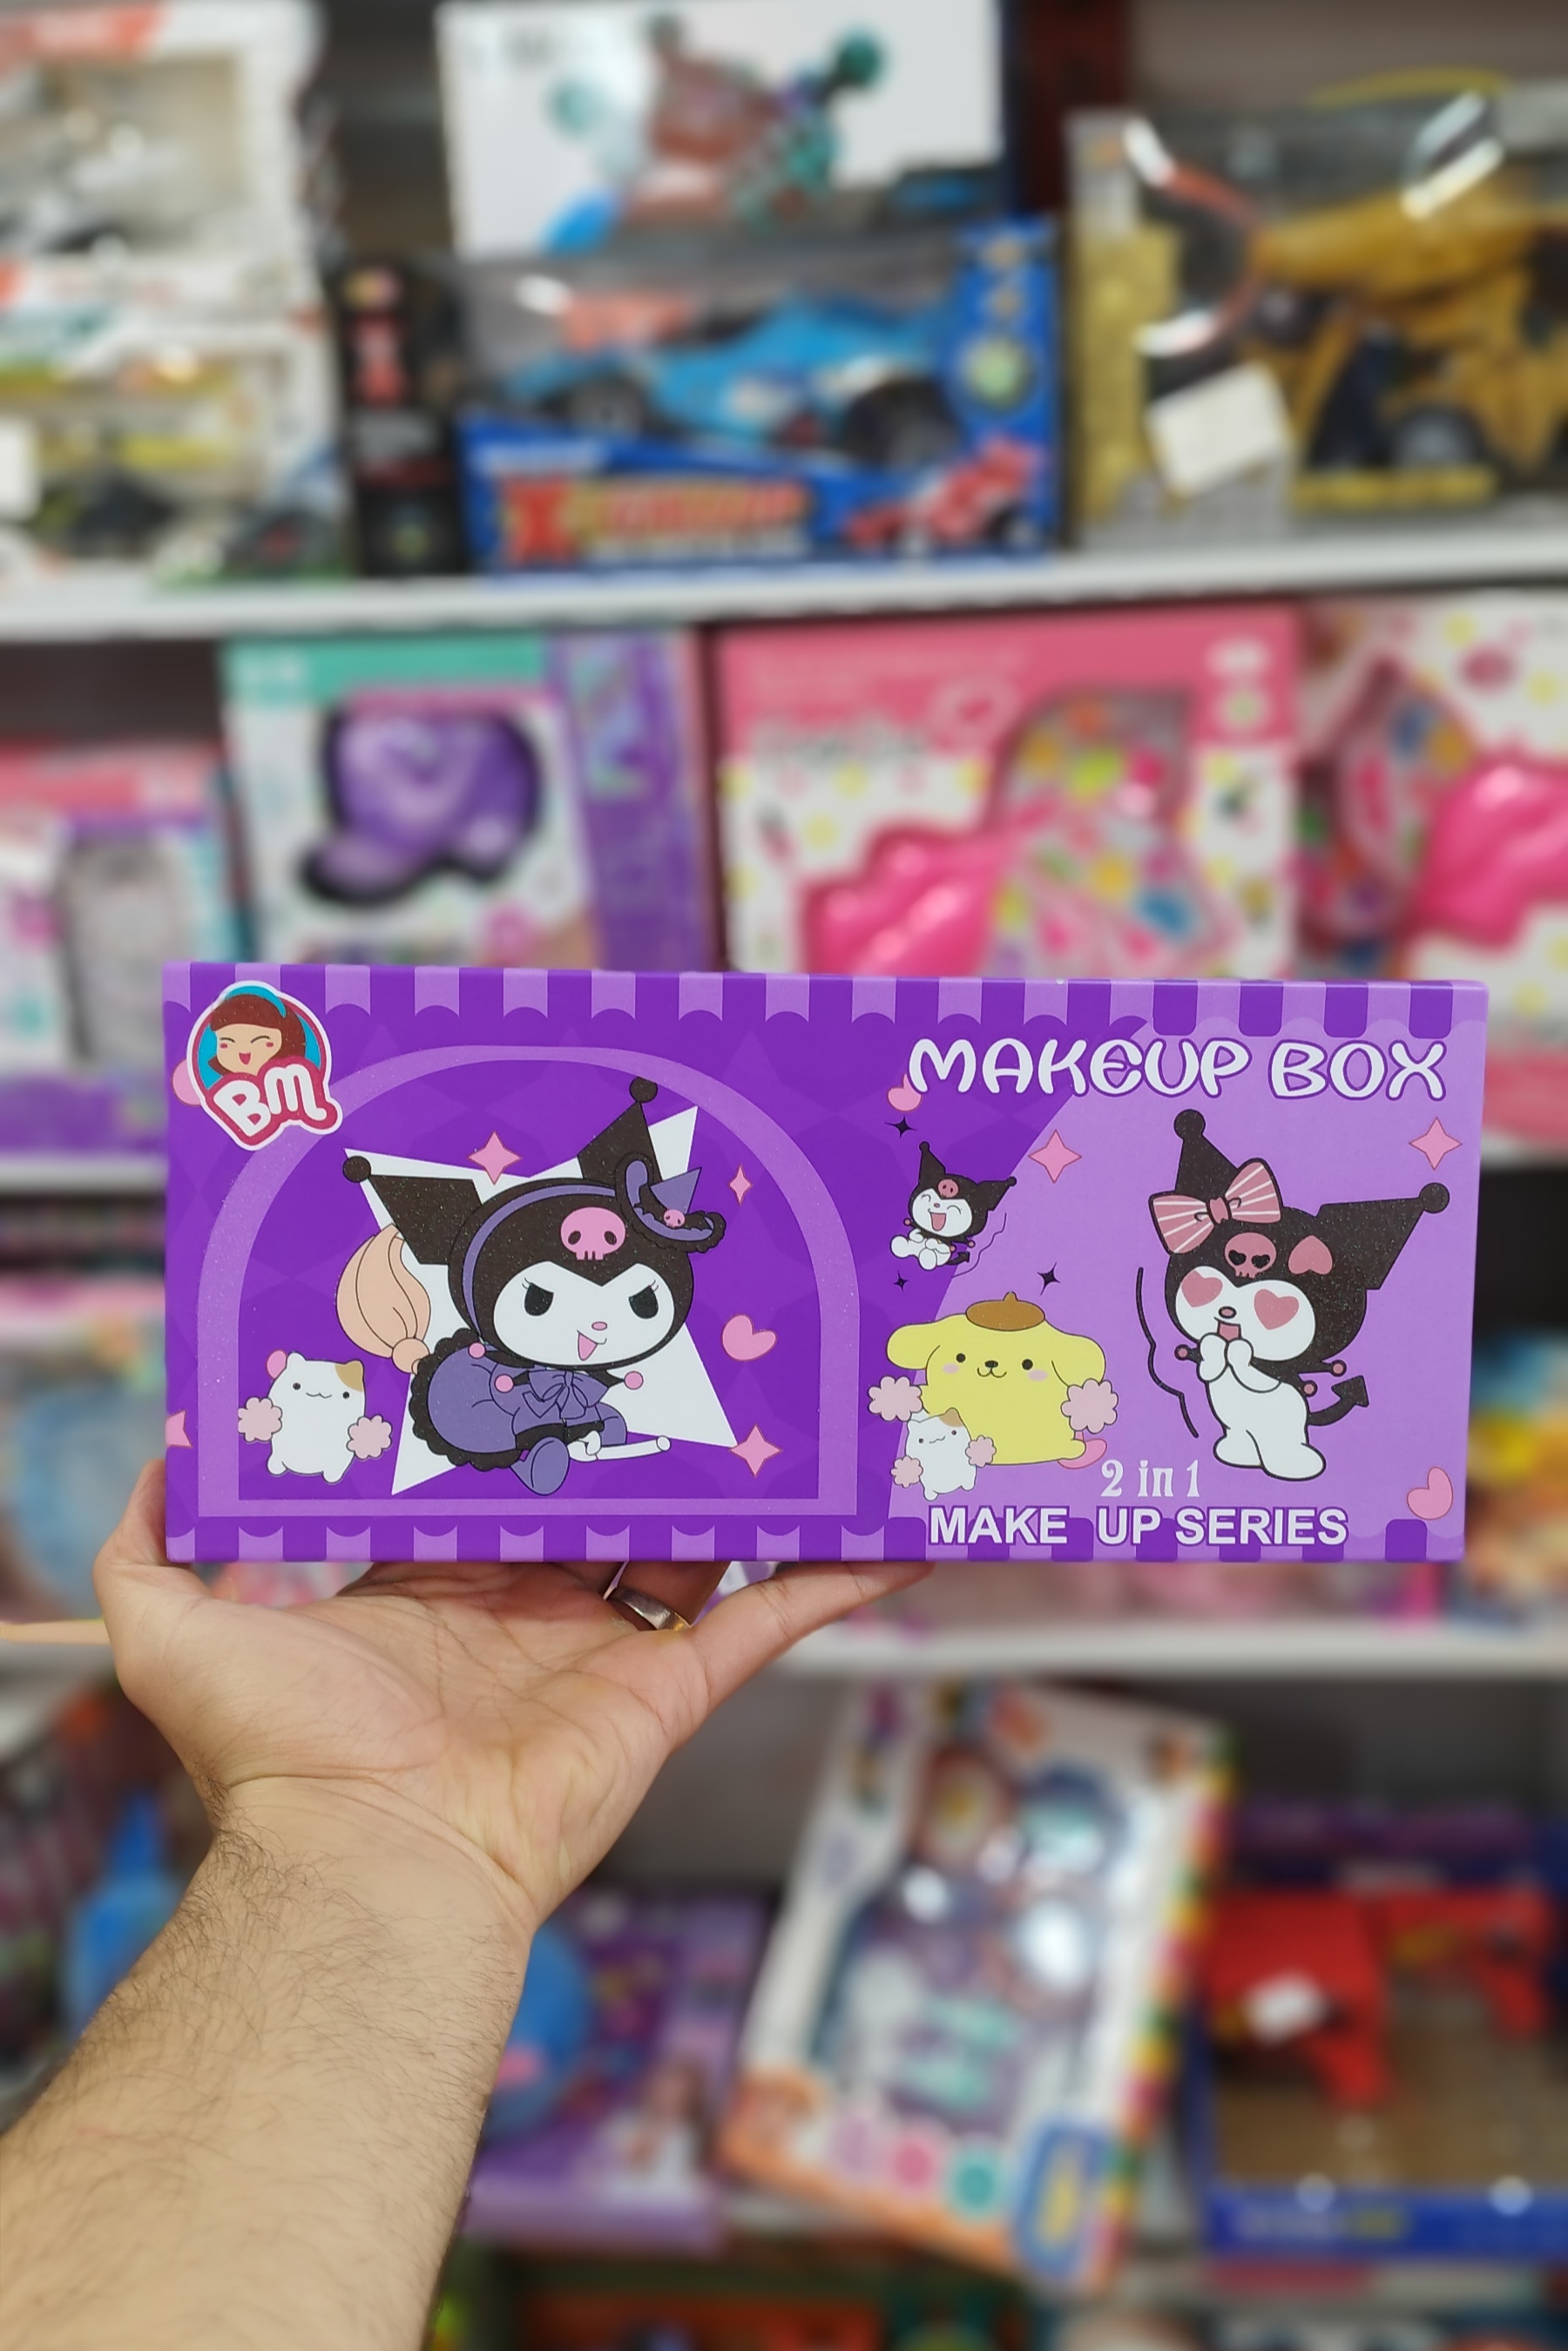 BM
MAKEUP BOX
2 in 1
MAKE UP SERIES